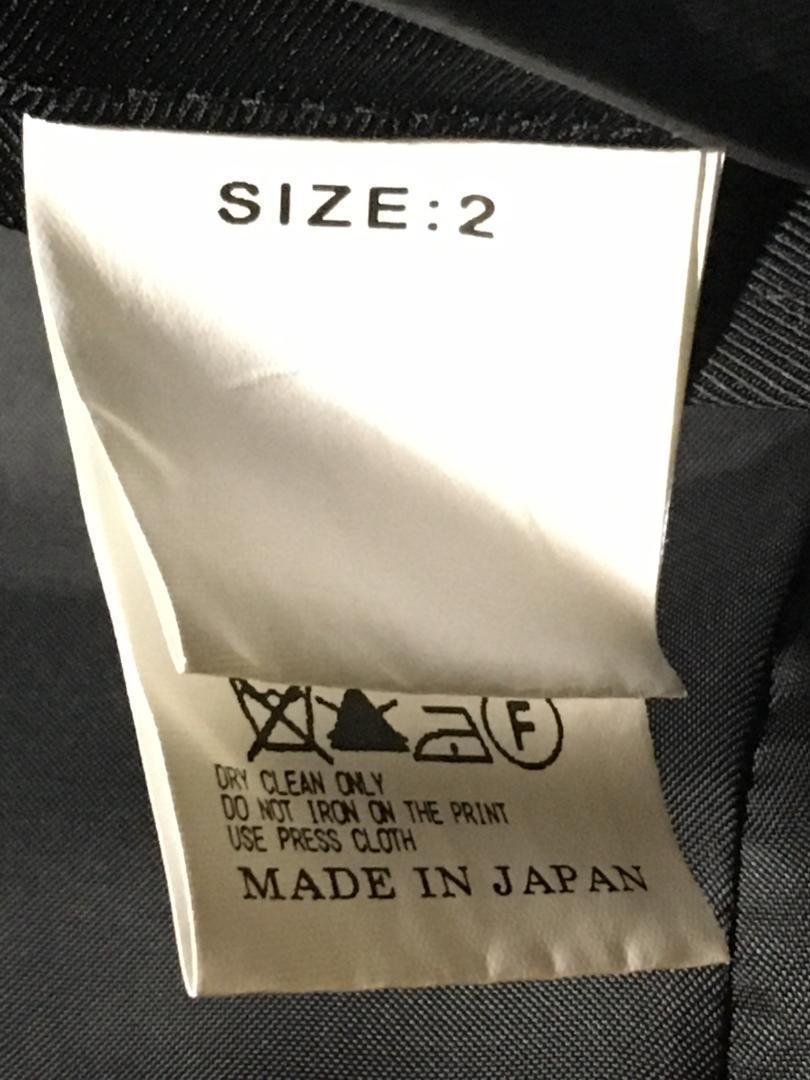 SIZE:2
F
DRY CLEAN ONLY
DO NOT IRON ON THE PRINT
USE PRESS CLOTH
MADE IN JAPAN